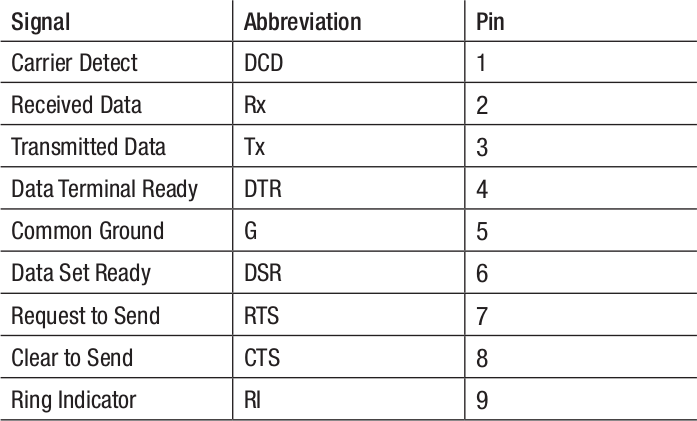 Signal Abbreviation Pin
Carrier Detect DCD 1
Received Data Rx 2
Transmitted Data Tx 3
Data Terminal Ready DTR 4
Common Ground G 5
Data Set Ready DSR 6
Request to Send RTS 7
Clear to Send CTS 8
Ring Indicator RI 9